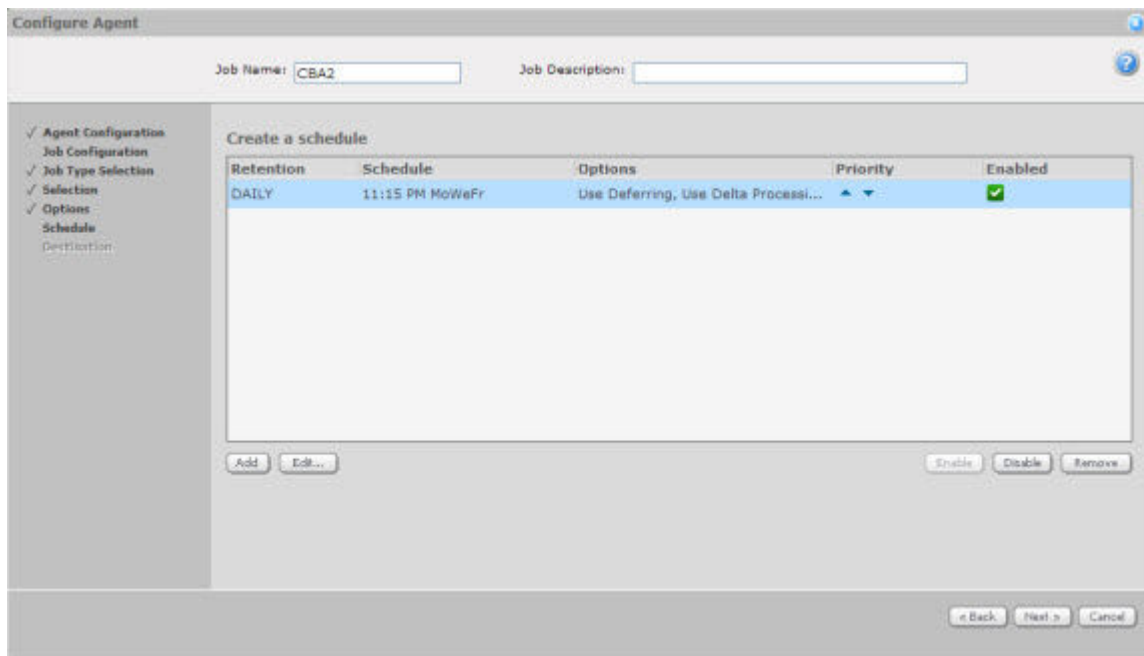 Configure Agent
Job Name: CBA2 Job Description:
✓ Agent Configuration
Job Configuration
✓ Job Type Selection
✓ Selection
✓ Options
Schedule
Destination
Create a schedule
Retention Schedule Options Priority Enabled
DAILY 11:15 PM MoWeFr Use Deferring, Use Delta Processi...
Add Edit... Enable Disable Remove
« Back Next » Cancel